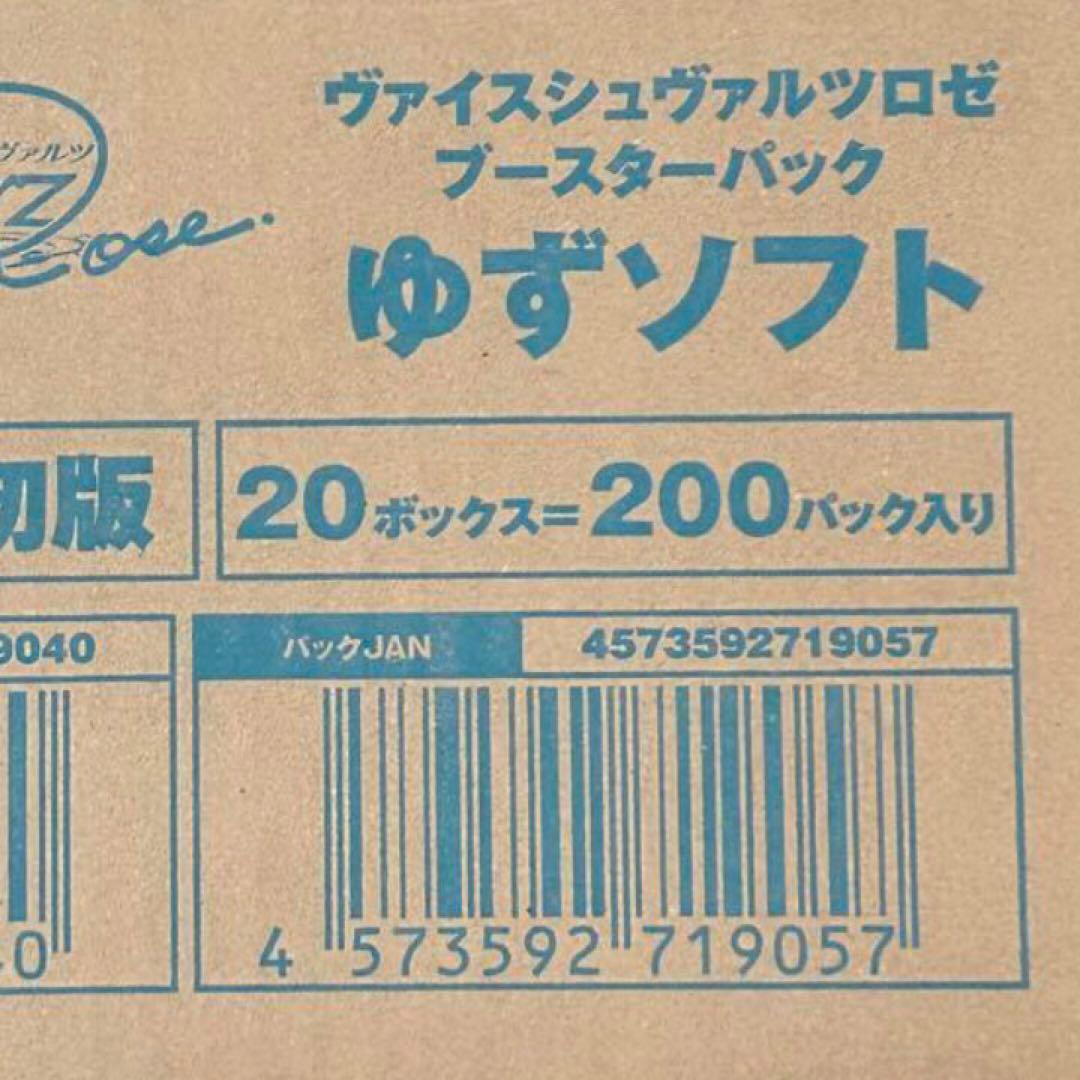 ヴァイスシュヴァルツロゼ
ブースターパック
ゆずソフト
ヴァルツ
Rose.
初版
20ボックス=200パック入り
9040
パックJAN 4573592719057
0
4 573592 719057